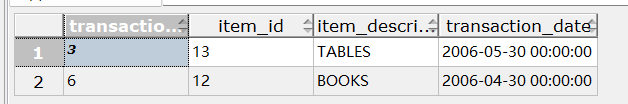 transactio... item_id item_descri... transaction_date
1 3 13 TABLES 2006-05-30 00:00:00
2 6 12 BOOKS 2006-04-30 00:00:00